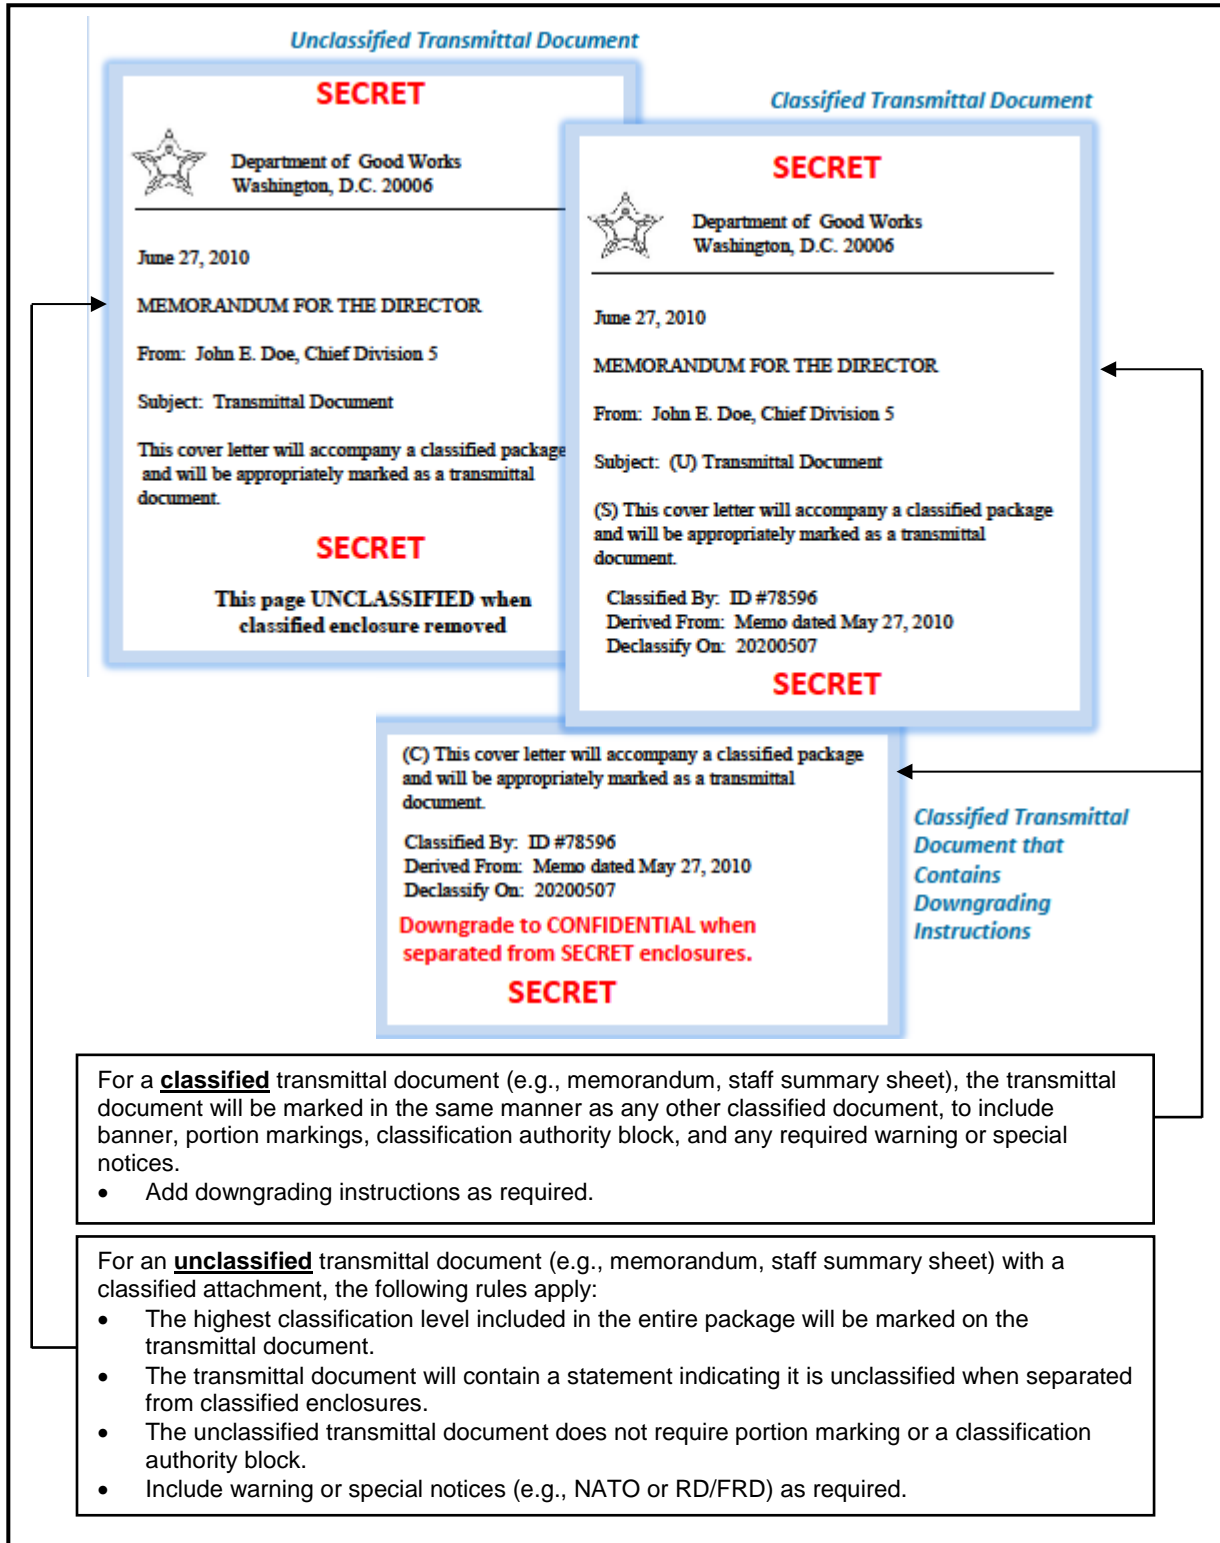 Unclassified Transmittal Document
SECRET
Department of Good Works
Washington, D.C. 20006
June 27, 2010
MEMORANDUM FOR THE DIRECTOR
From: John E. Doe, Chief Division 5
Subject: Transmittal Document
This cover letter will accompany a classified package
and will be appropriately marked as a transmittal
document.
SECRET
This page UNCLASSIFIED when
classified enclosure removed
Classified Transmittal Document
SECRET
Department of Good Works
Washington, D.C. 20006
June 27, 2010
MEMORANDUM FOR THE DIRECTOR
From: John E. Doe, Chief Division 5
Subject: (U) Transmittal Document
(S) This cover letter will accompany a classified package
and will be appropriately marked as a transmittal
document.
Classified By: ID #78596
Derived From: Memo dated May 27, 2010
Declassify On: 20200507
SECRET
(C) This cover letter will accompany a classified package
and will be appropriately marked as a transmittal
document.
Classified By: ID #78596
Derived From: Memo dated May 27, 2010
Declassify On: 20200507
Downgrade to CONFIDENTIAL when
separated from SECRET enclosures.
SECRET
Classified Transmittal
Document that
Contains
Downgrading
Instructions
For a classified transmittal document (e.g., memorandum, staff summary sheet), the transmittal
document will be marked in the same manner as any other classified document, to include
banner, portion markings, classification authority block, and any required warning or special
notices.
• Add downgrading instructions as required.
For an unclassified transmittal document (e.g., memorandum, staff summary sheet) with a
classified attachment, the following rules apply:
• The highest classification level included in the entire package will be marked on the
transmittal document.
• The transmittal document will contain a statement indicating it is unclassified when separated
from classified enclosures.
• The unclassified transmittal document does not require portion marking or a classification
authority block.
• Include warning or special notices (e.g., NATO or RD/FRD) as required.